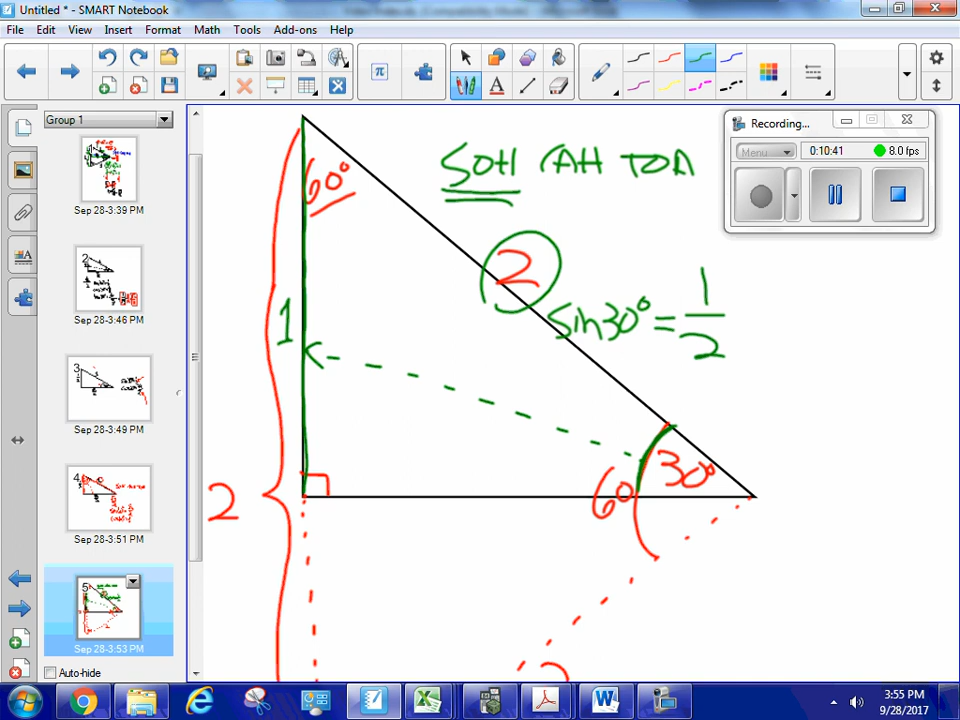 Untitled * - SMART Notebook
File Edit View Insert Format Math Tools Add-ons Help
Group 1
Sep 28-3:39 PM
Sep 28-3:46 PM
Sep 28-3:49 PM
Sep 28-3:51 PM
Sep 28-3:53 PM
Auto-hide
Recording...
Menu
0:10:41
8.0 fps
60°
SOH CAH TOA
2
1
sin30° = 1/2
30°
60
2
3:55 PM
9/28/2017